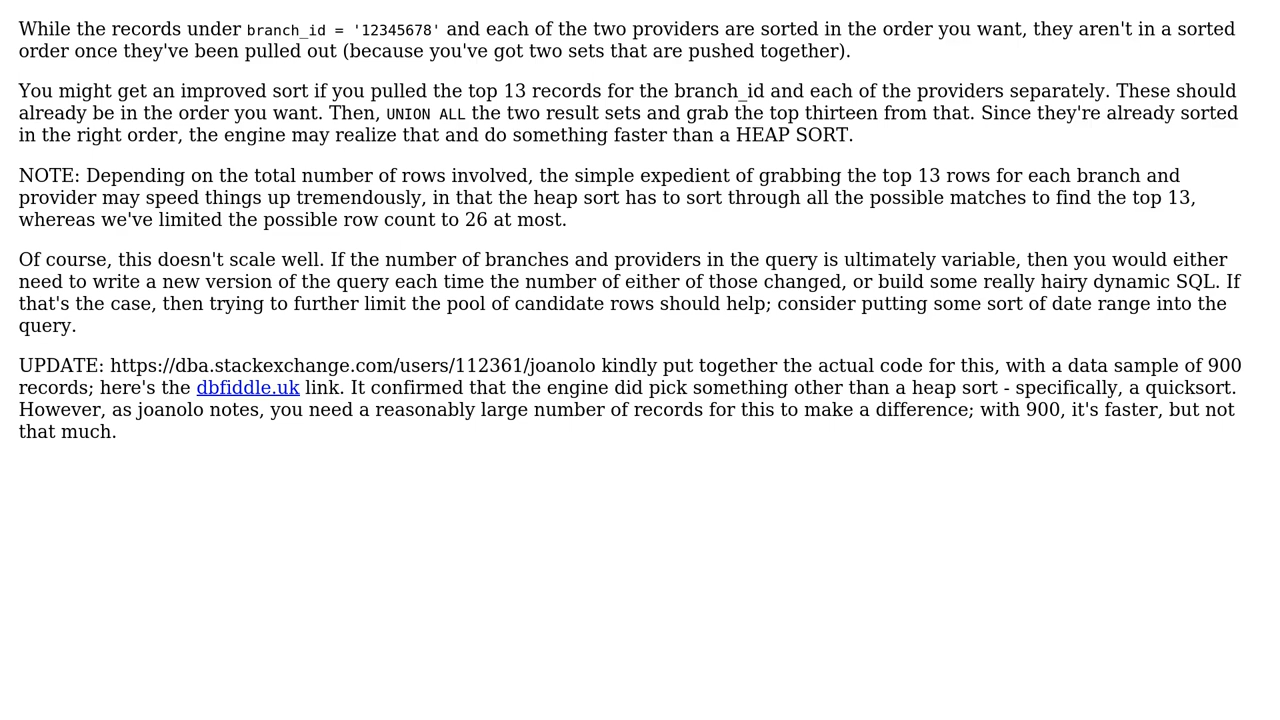 While the records under branch_id = '12345678' and each of the two providers are sorted in the order you want, they aren't in a sorted
order once they've been pulled out (because you've got two sets that are pushed together).
You might get an improved sort if you pulled the top 13 records for the branch_id and each of the providers separately. These should
already be in the order you want. Then, UNION ALL the two result sets and grab the top thirteen from that. Since they're already sorted
in the right order, the engine may realize that and do something faster than a HEAP SORT.
NOTE: Depending on the total number of rows involved, the simple expedient of grabbing the top 13 rows for each branch and
provider may speed things up tremendously, in that the heap sort has to sort through all the possible matches to find the top 13,
whereas we've limited the possible row count to 26 at most.
Of course, this doesn't scale well. If the number of branches and providers in the query is ultimately variable, then you would either
need to write a new version of the query each time the number of either of those changed, or build some really hairy dynamic SQL. If
that's the case, then trying to further limit the pool of candidate rows should help; consider putting some sort of date range into the
query.
UPDATE: https://dba.stackexchange.com/users/112361/joanolo kindly put together the actual code for this, with a data sample of 900
records; here's the dbfiddle.uk link. It confirmed that the engine did pick something other than a heap sort - specifically, a quicksort.
However, as joanolo notes, you need a reasonably large number of records for this to make a difference; with 900, it's faster, but not
that much.